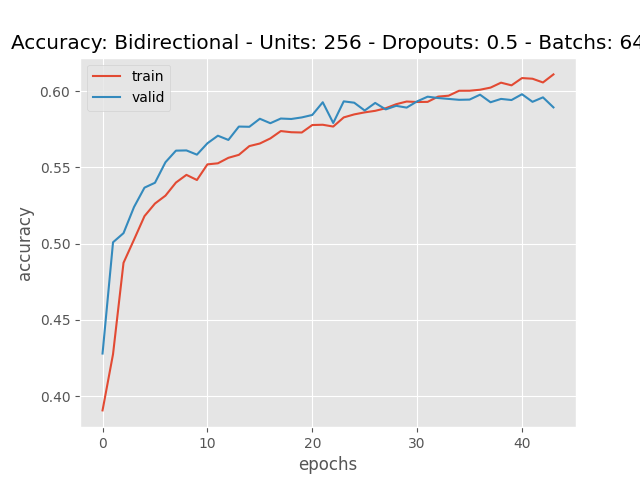 Accuracy: Bidirectional - Units: 256 - Dropouts: 0.5 - Batchs: 64
train
valid
accuracy
0.60
0.55
0.50
0.45
0.40
0 10 20 30 40
epochs